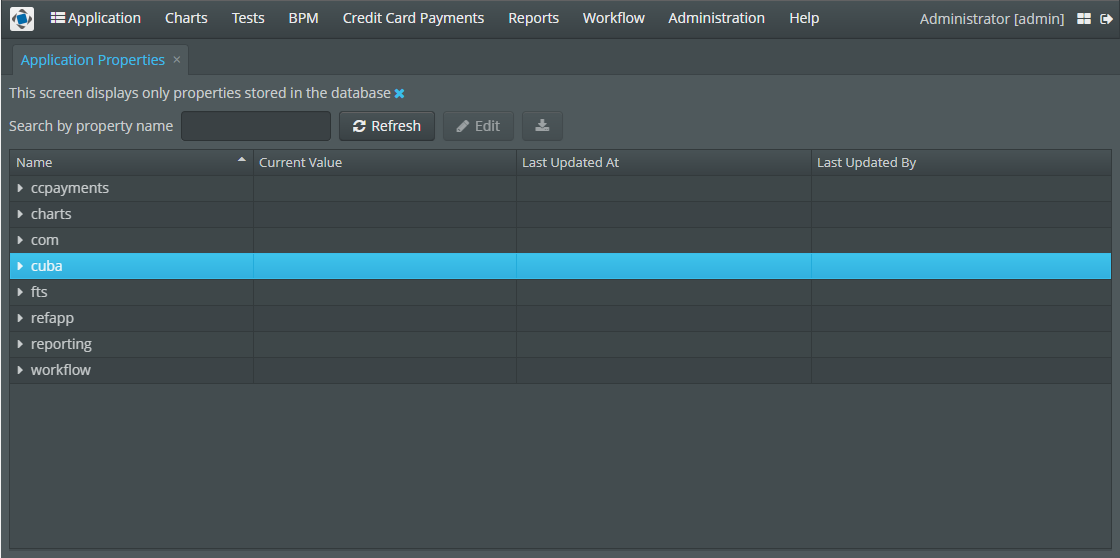 Application Charts Tests BPM Credit Card Payments Reports Workflow Administration Help Administrator [admin]
Application Properties ×
This screen displays only properties stored in the database
Search by property name Refresh Edit
Name Current Value Last Updated At Last Updated By
ccpayments
charts
com
cuba
fts
refapp
reporting
workflow